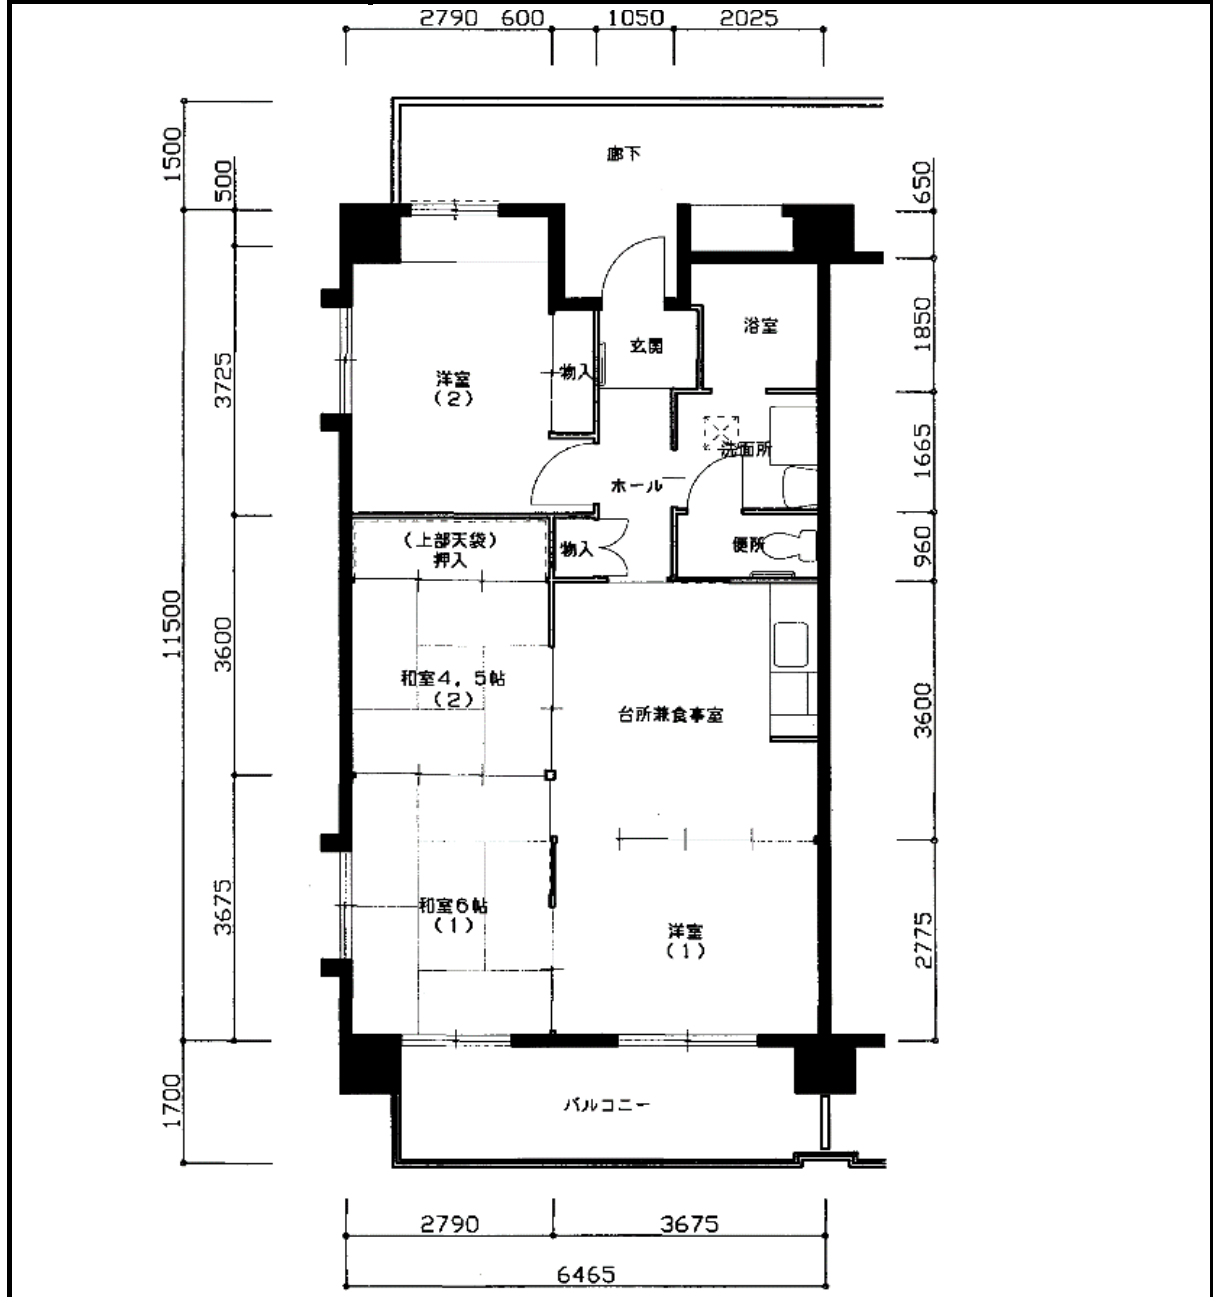 2790 600 1050 2025
1500
500
650
廊下
浴室
1850
玄関
物入
洋室
(2)
3725
洗面所
1665
ホール
(上部天袋)
押入
物入
便所
960
11500
3600
和室4.5帖
(2)
台所兼食事室
3600
3675
和室6帖
(1)
洋室
(1)
2775
1700
バルコニー
2790 3675
6465